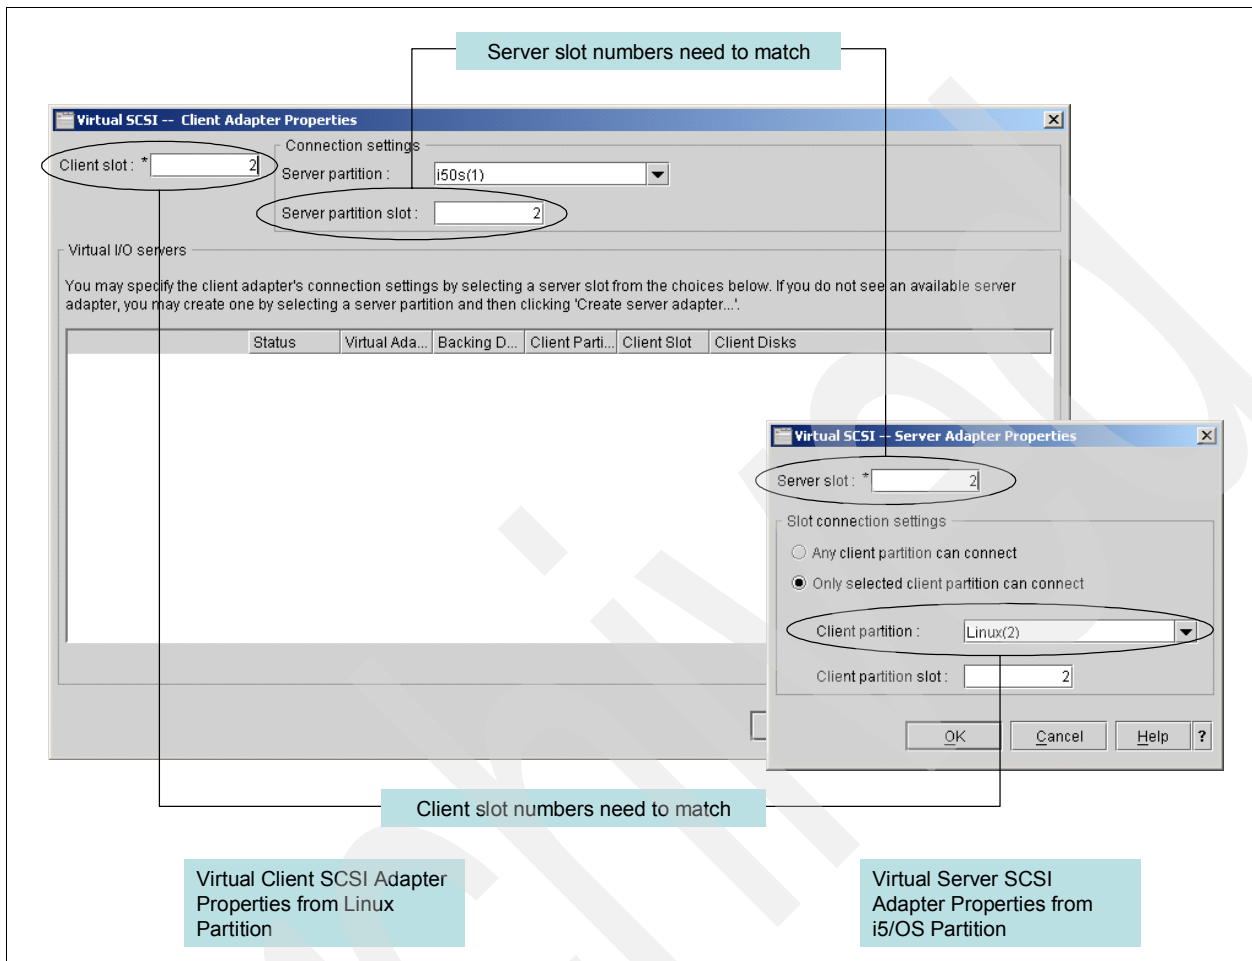 Server slot numbers need to match
Virtual SCSI -- Client Adapter Properties
Client slot : * 2
Connection settings
Server partition : i50s(1)
Server partition slot : 2
Virtual I/O servers
You may specify the client adapter's connection settings by selecting a server slot from the choices below. If you do not see an available server
adapter, you may create one by selecting a server partition and then clicking 'Create server adapter...'.
Status Virtual Ada... Backing D... Client Parti... Client Slot Client Disks
Virtual SCSI -- Server Adapter Properties
Server slot : * 2
Slot connection settings
Any client partition can connect
Only selected client partition can connect
Client partition : Linux(2)
Client partition slot : 2
OK Cancel Help ?
Client slot numbers need to match
Virtual Client SCSI Adapter
Properties from Linux
Partition
Virtual Server SCSI
Adapter Properties from
i5/OS Partition